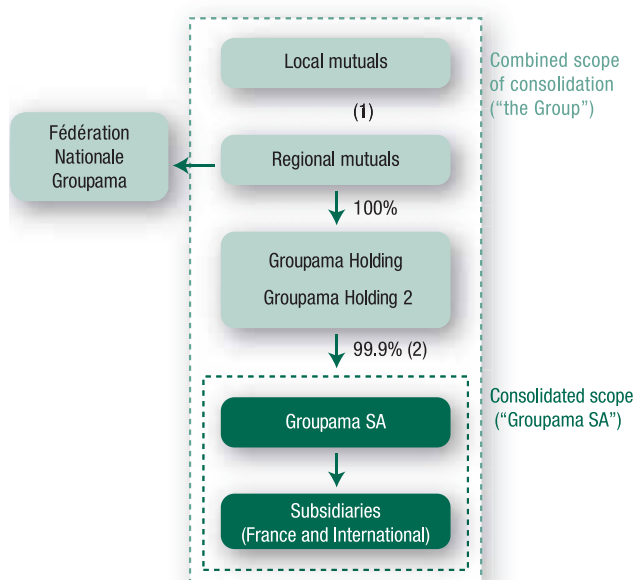 Local mutuals
Combined scope
of consolidation
(“the Group”)
(1)
Fédération
Nationale
Groupama
Regional mutuals
100%
Groupama Holding
Groupama Holding 2
99.9% (2)
Consolidated scope
(“Groupama SA”)
Groupama SA
Subsidiaries
(France and International)